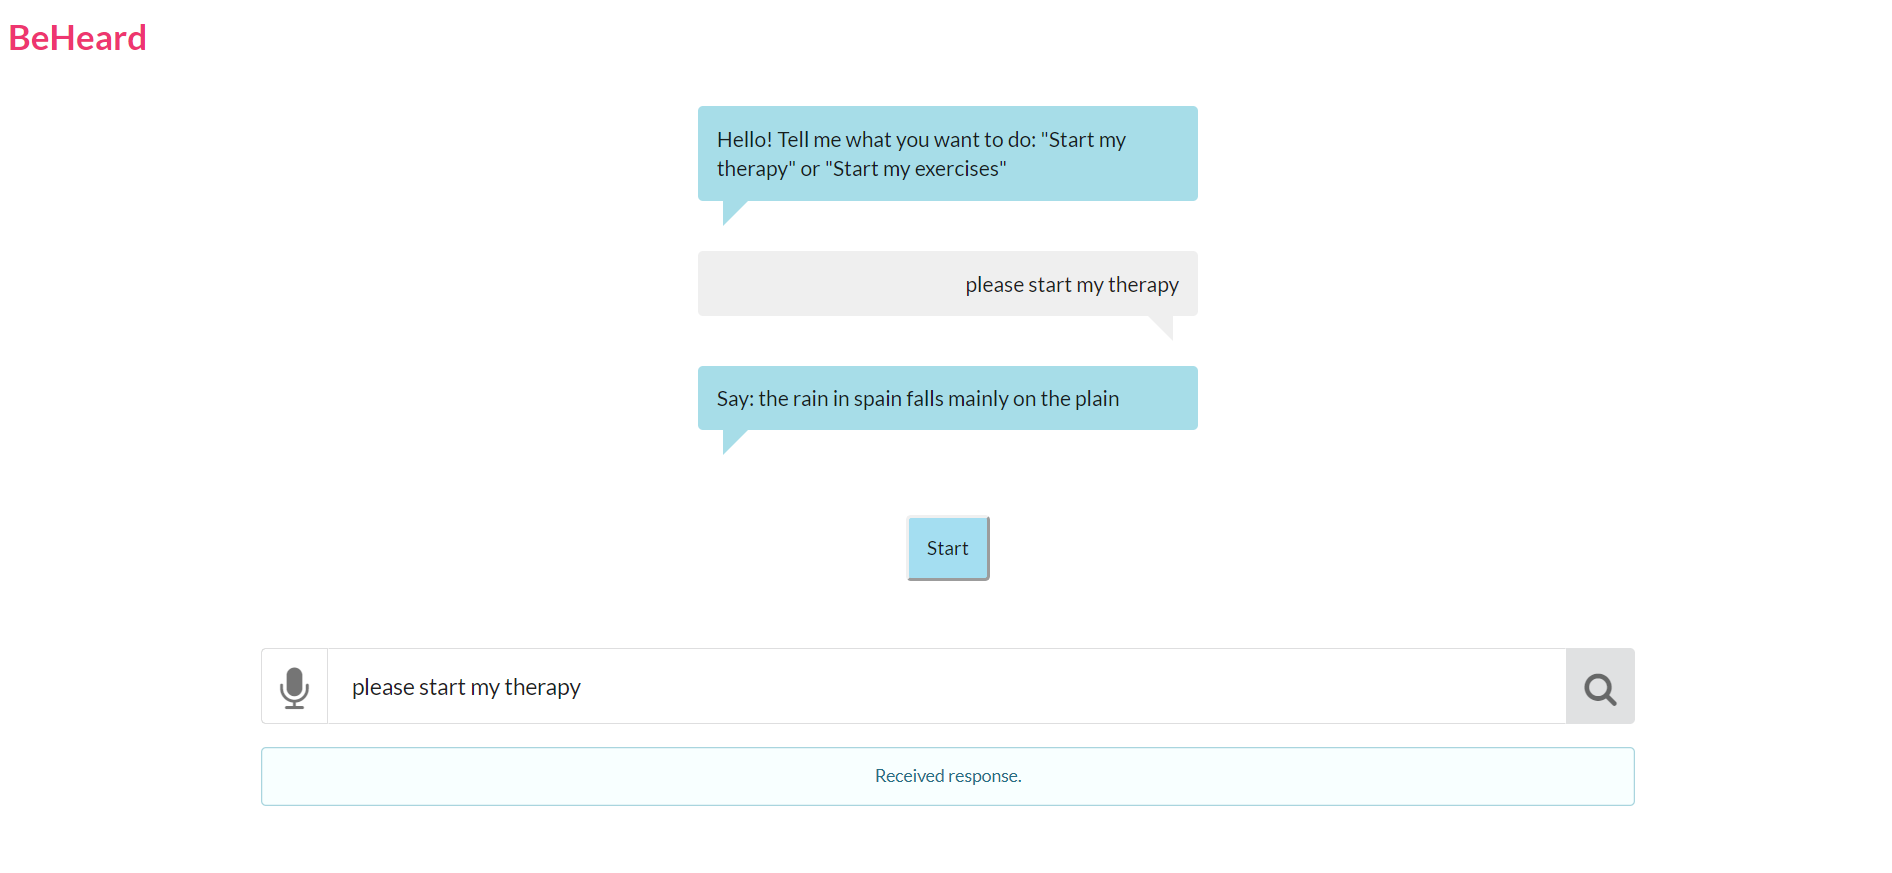 BeHeard
Hello! Tell me what you want to do: "Start my
therapy" or "Start my exercises"
please start my therapy
Say: the rain in spain falls mainly on the plain
Start
please start my therapy
Received response.